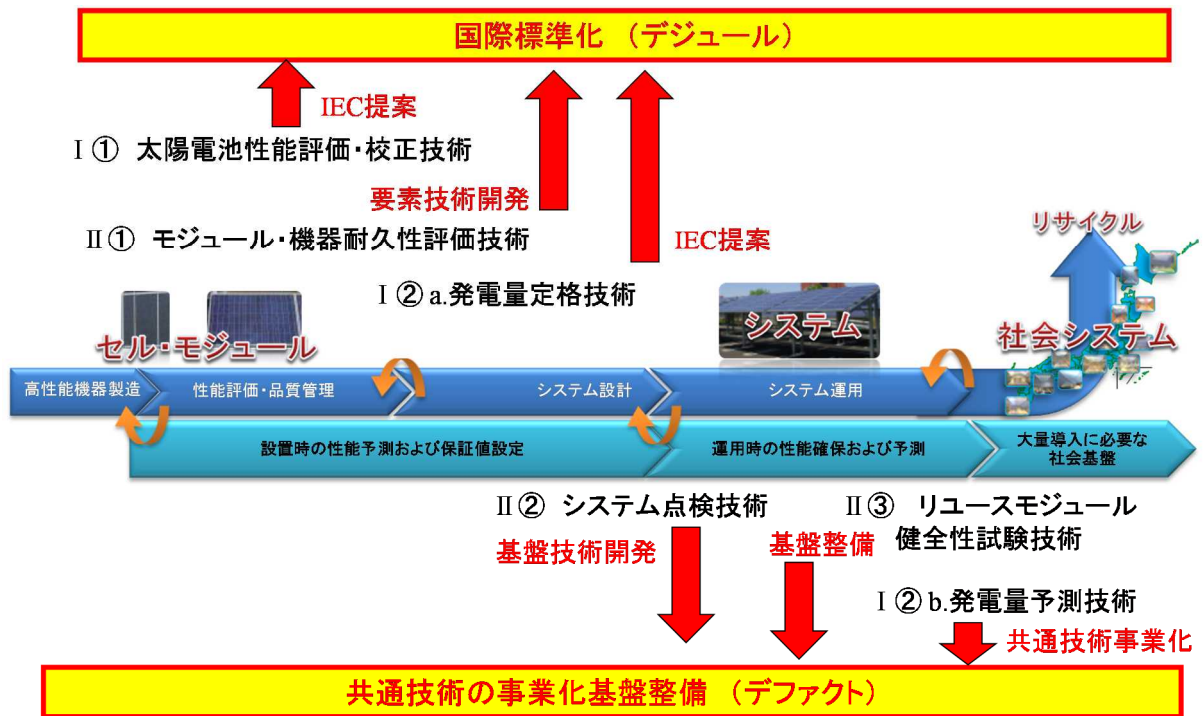 国際標準化 （デジュール）
IEC提案
Ⅰ① 太陽電池性能評価・校正技術
要素技術開発
Ⅱ① モジュール・機器耐久性評価技術
IEC提案
Ⅰ② a.発電量定格技術
リサイクル
セル・モジュール
システム
社会システム
高性能機器製造
性能評価・品質管理
システム設計
システム運用
設置時の性能予測および保証値設定
運用時の性能確保および予測
大量導入に必要な
社会基盤
Ⅱ② システム点検技術
基盤技術開発
Ⅱ③ リユースモジュール
健全性試験技術
基盤整備
Ⅰ② b.発電量予測技術
共通技術事業化
共通技術の事業化基盤整備 （デファクト）